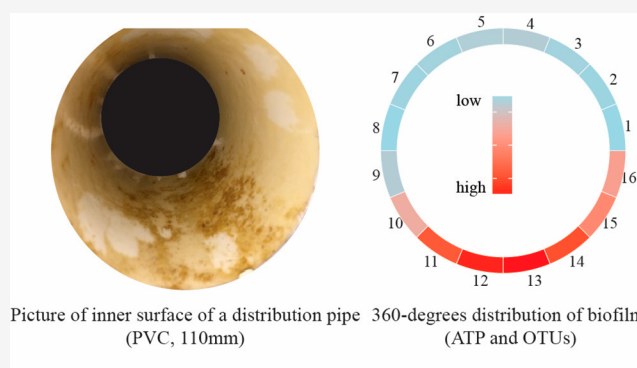 5
4
6
3
7
2
low
8
1
high
9
16
10
15
11
14
12
13
Picture of inner surface of a distribution pipe
(PVC, 110mm)
360-degrees distribution of biofilm
(ATP and OTUs)